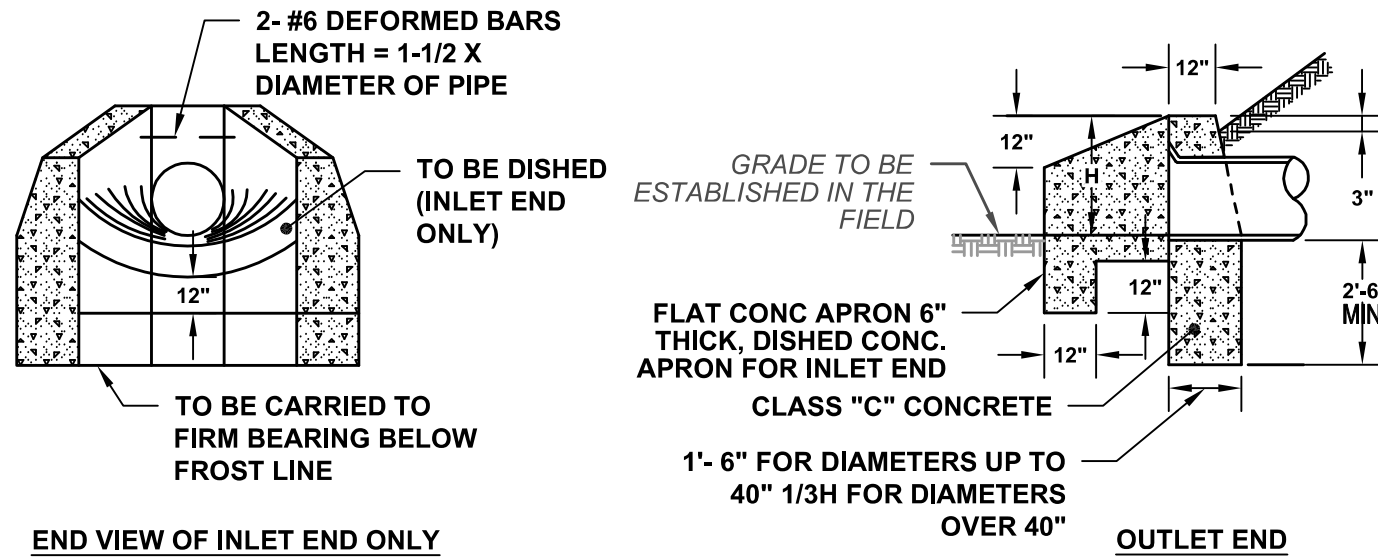 2- #6 DEFORMED BARS
LENGTH = 1-1/2 X
DIAMETER OF PIPE
TO BE DISHED
(INLET END
ONLY)
12"
TO BE CARRIED TO
FIRM BEARING BELOW
FROST LINE
END VIEW OF INLET END ONLY
12"
12"
H
GRADE TO BE
ESTABLISHED IN THE
FIELD
3"
12"
2'-6
MIN
FLAT CONC APRON 6"
THICK, DISHED CONC.
APRON FOR INLET END
12"
CLASS "C" CONCRETE
1'- 6" FOR DIAMETERS UP TO
40" 1/3H FOR DIAMETERS
OVER 40"
OUTLET END